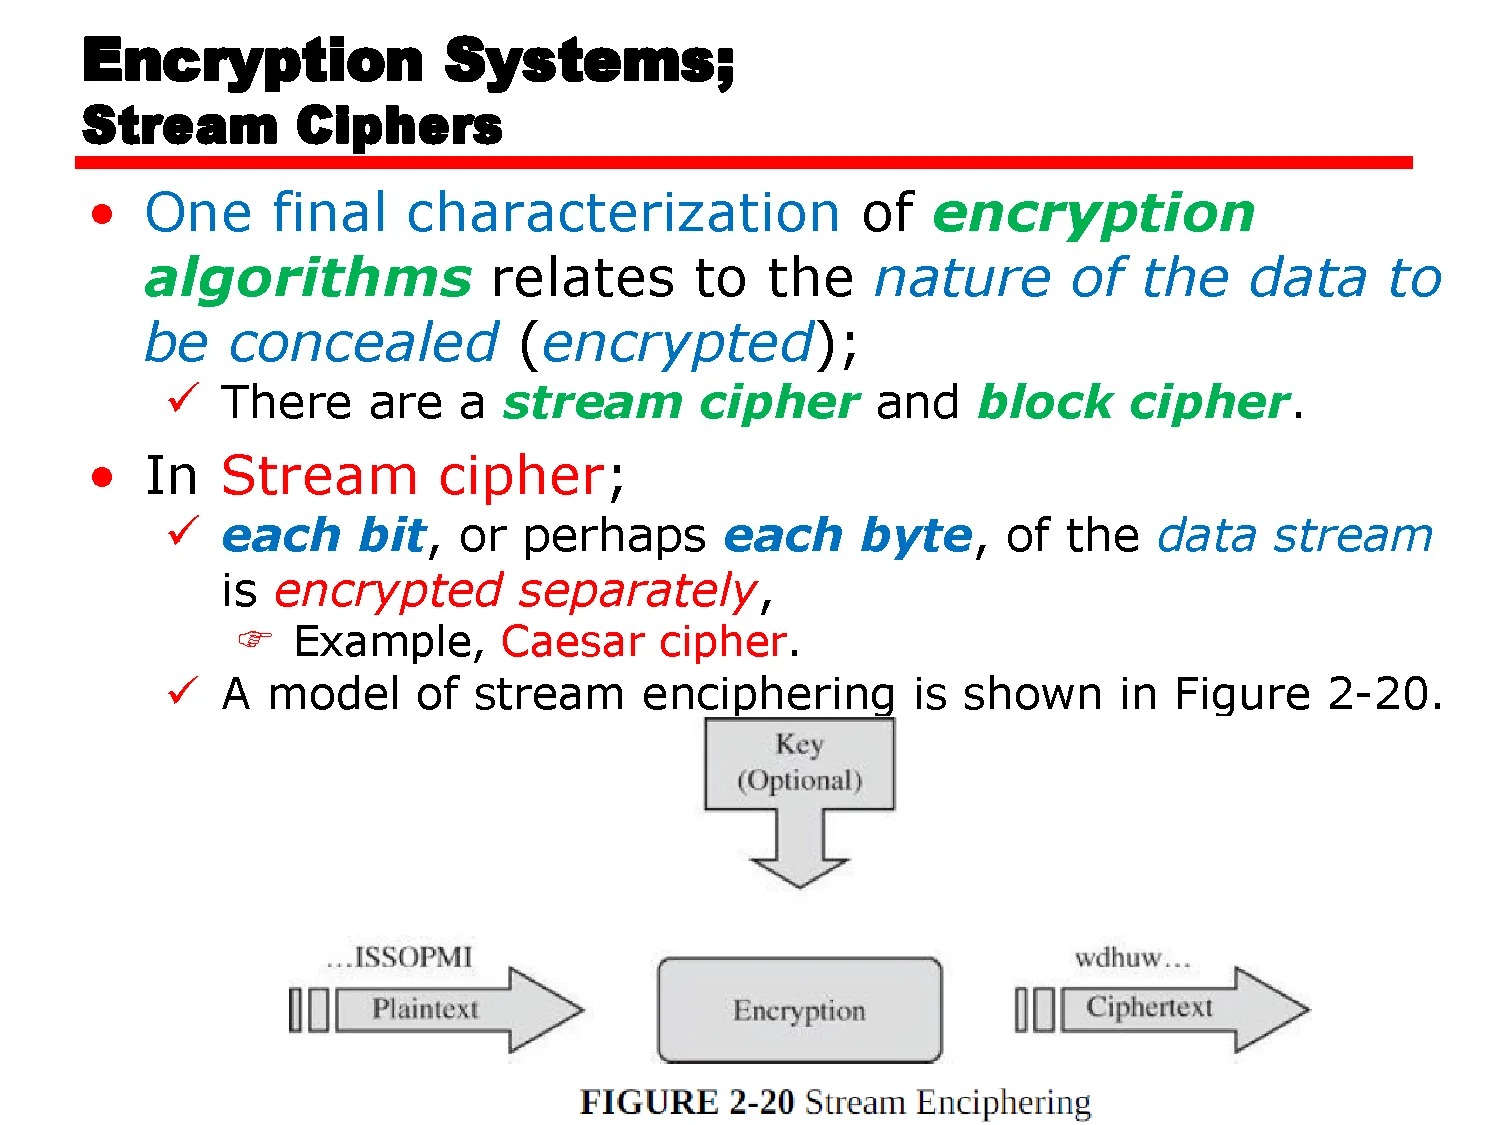 Encryption Systems;
Stream Ciphers
• One final characterization of encryption
algorithms relates to the nature of the data to
be concealed (encrypted);
✓ There are a stream cipher and block cipher.
• In Stream cipher;
✓ each bit, or perhaps each byte, of the data stream
is encrypted separately,
☞ Example, Caesar cipher.
✓ A model of stream enciphering is shown in Figure 2-20.
Key
(Optional)
…ISSOPMI
Plaintext
Encryption
wdhuw…
Ciphertext
FIGURE 2-20 Stream Enciphering